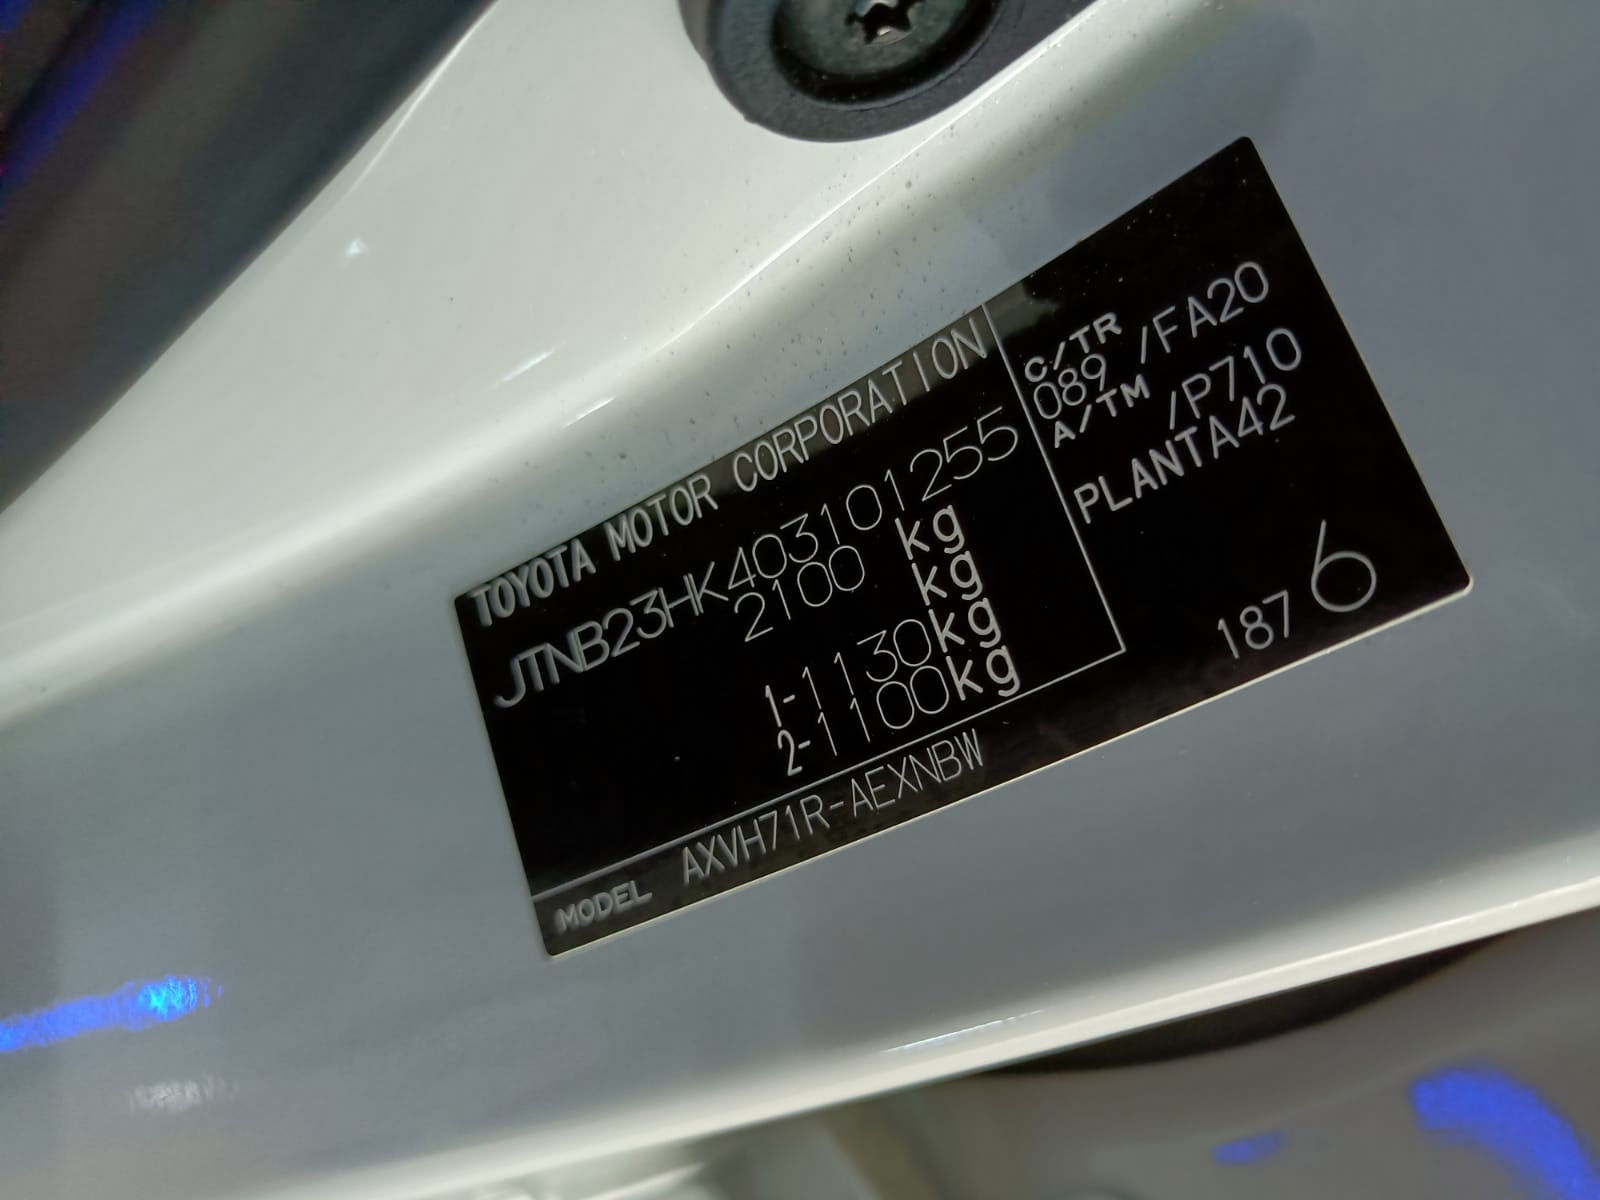 TOYOTA MOTOR CORPORATION
JTNB23HK403101255
2100 kg
kg
1-1130kg
2-1100kg
C/TR
089 /FA20
A/TM
/P710
PLANTA42
187 6
MODEL AXVH71R-AEXNBW